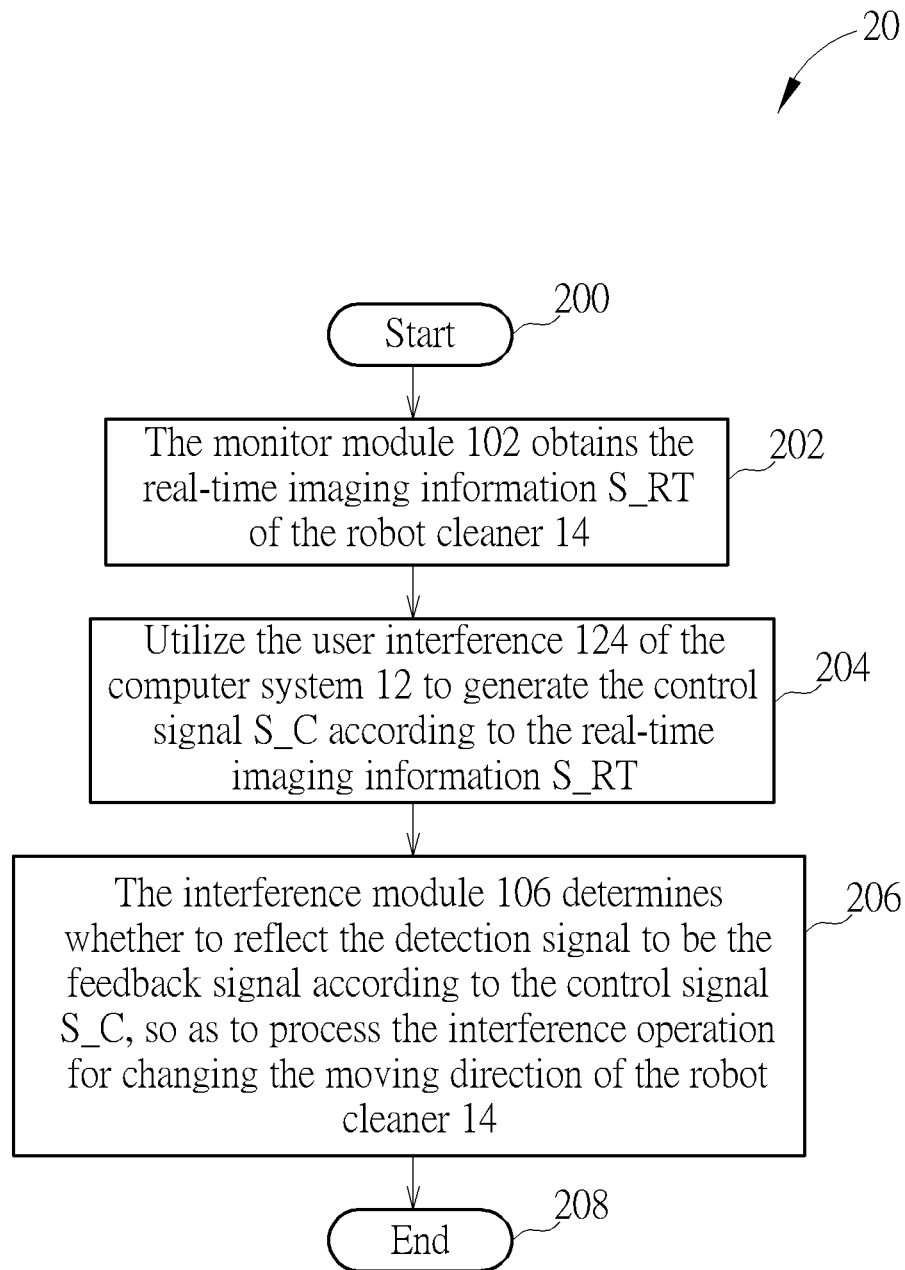 20
Start
200
The monitor module 102 obtains the
real-time imaging information S_RT
of the robot cleaner 14
202
Utilize the user interference 124 of the
computer system 12 to generate the control
signal S_C according to the real-time
imaging information S_RT
204
The interference module 106 determines
whether to reflect the detection signal to be the
feedback signal according to the control signal
S_C, so as to process the interference operation
for changing the moving direction of the robot
cleaner 14
206
End
208